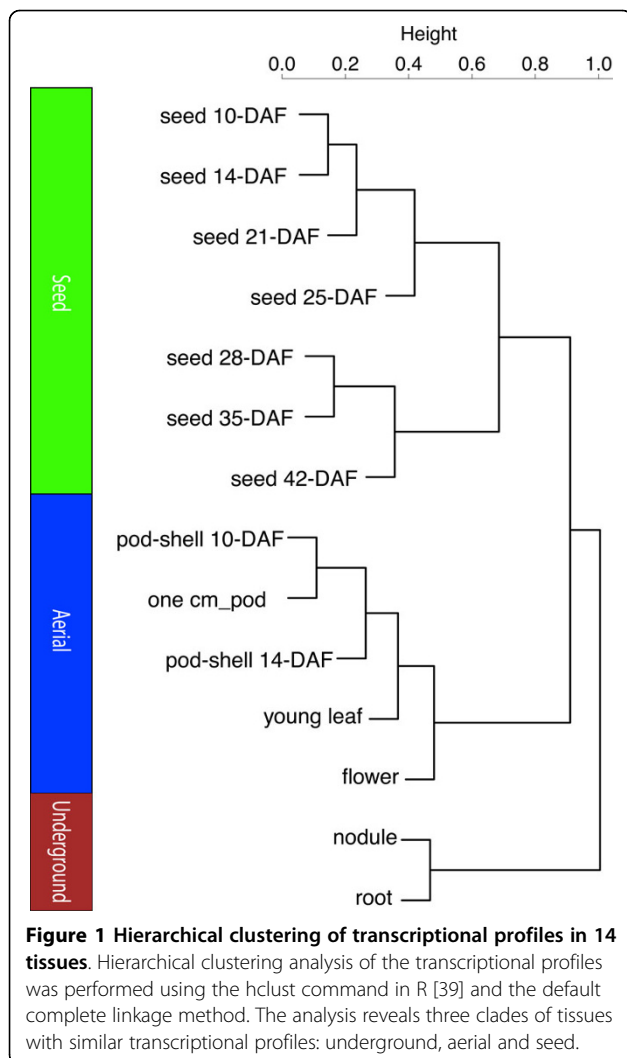 Height
0.0 0.2 0.4 0.6 0.8 1.0
Seed
seed 10-DAF
seed 14-DAF
seed 21-DAF
seed 25-DAF
seed 28-DAF
seed 35-DAF
seed 42-DAF
Aerial
pod-shell 10-DAF
one cm_pod
pod-shell 14-DAF
young leaf
flower
Underground
nodule
root
Figure 1 Hierarchical clustering of transcriptional profiles in 14
tissues. Hierarchical clustering analysis of the transcriptional profiles
was performed using the hclust command in R [39] and the default
complete linkage method. The analysis reveals three clades of tissues
with similar transcriptional profiles: underground, aerial and seed.